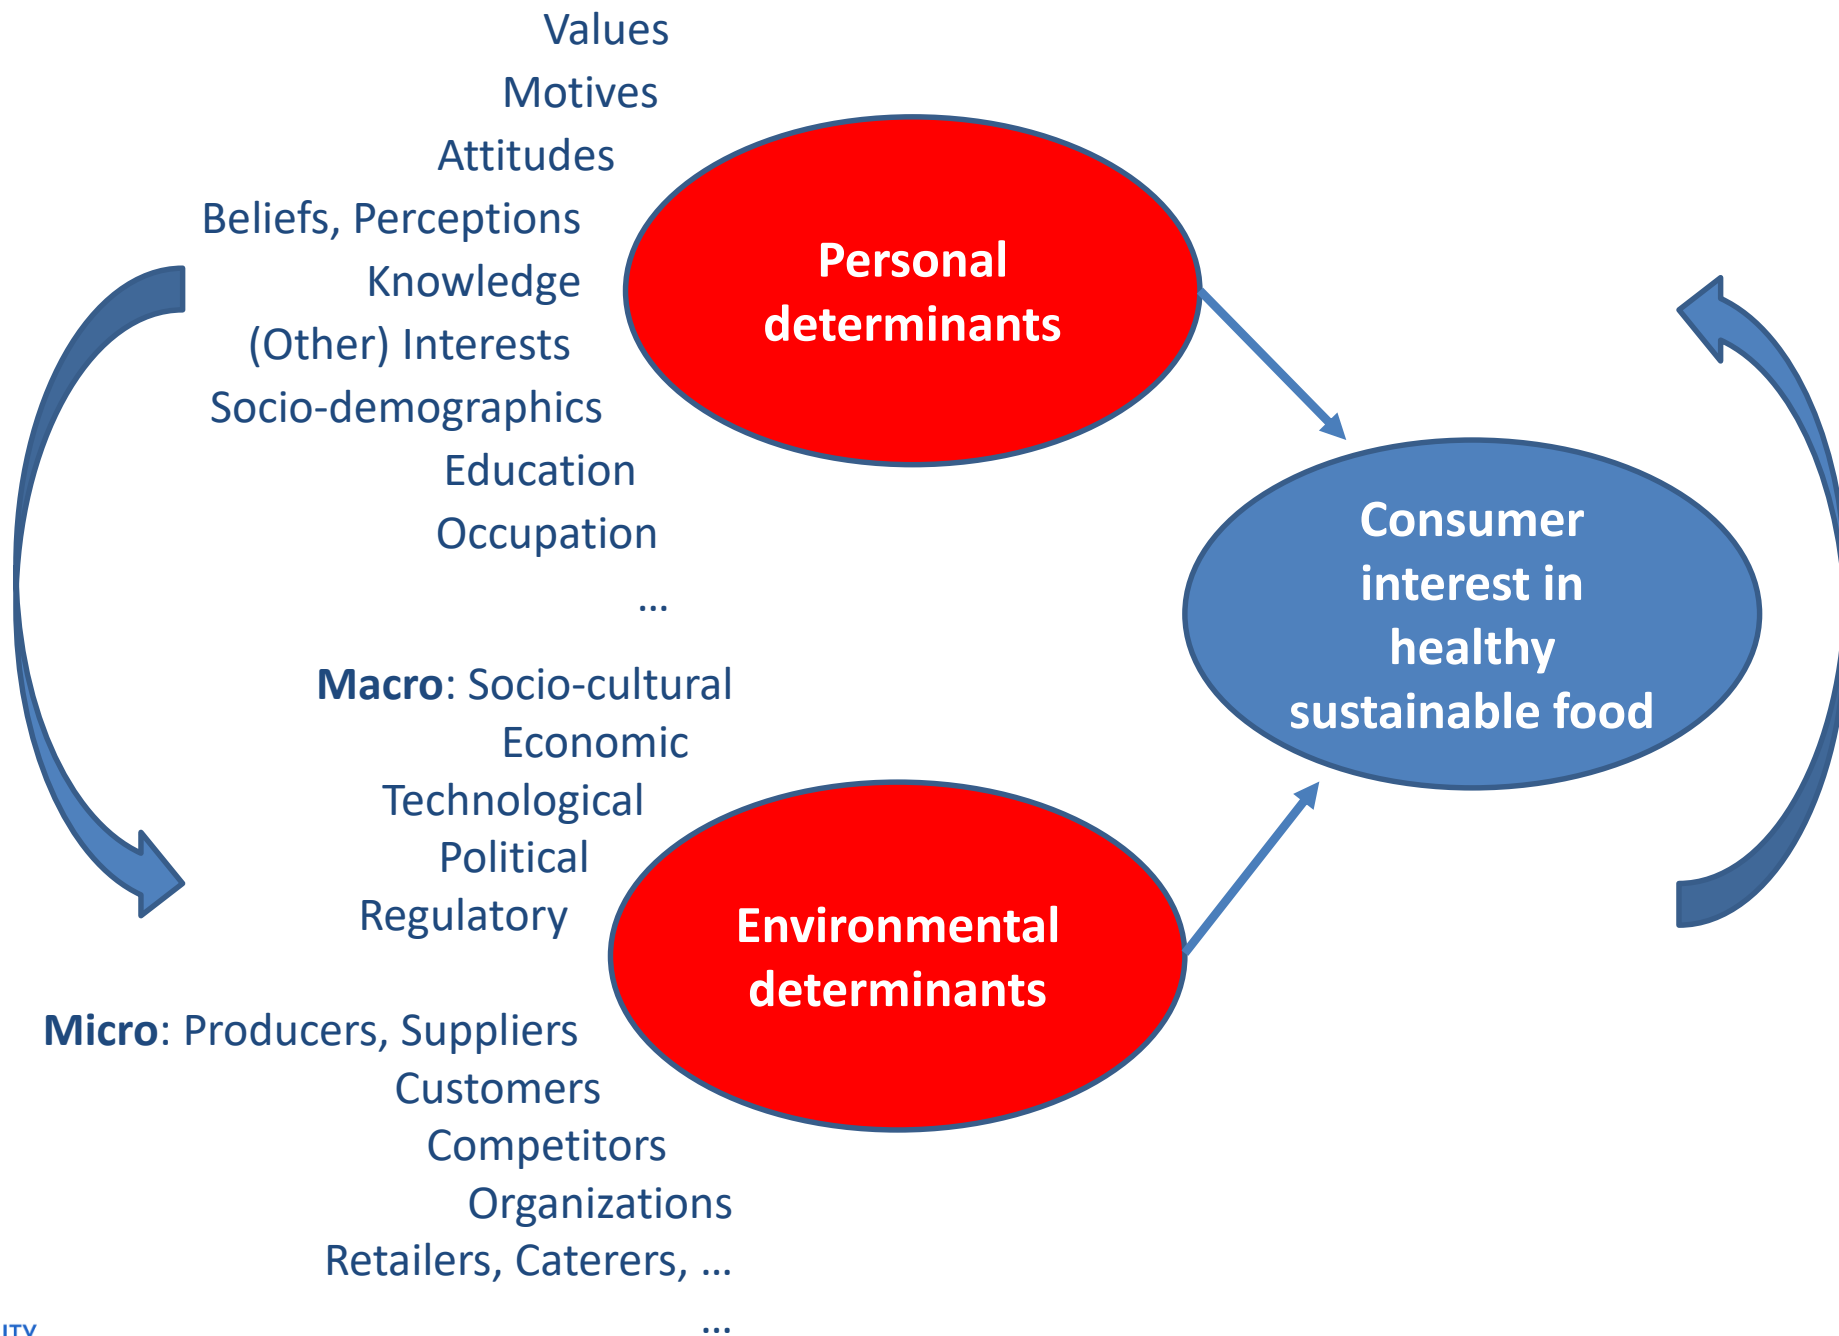 Values
Motives
Attitudes
Beliefs, Perceptions
Knowledge
(Other) Interests
Socio-demographics
Education
Occupation
...
Personal
determinants
Consumer
interest in
healthy
sustainable food
Macro: Socio-cultural
Economic
Technological
Political
Regulatory
Environmental
determinants
Micro: Producers, Suppliers
Customers
Competitors
Organizations
Retailers, Caterers, ...
...